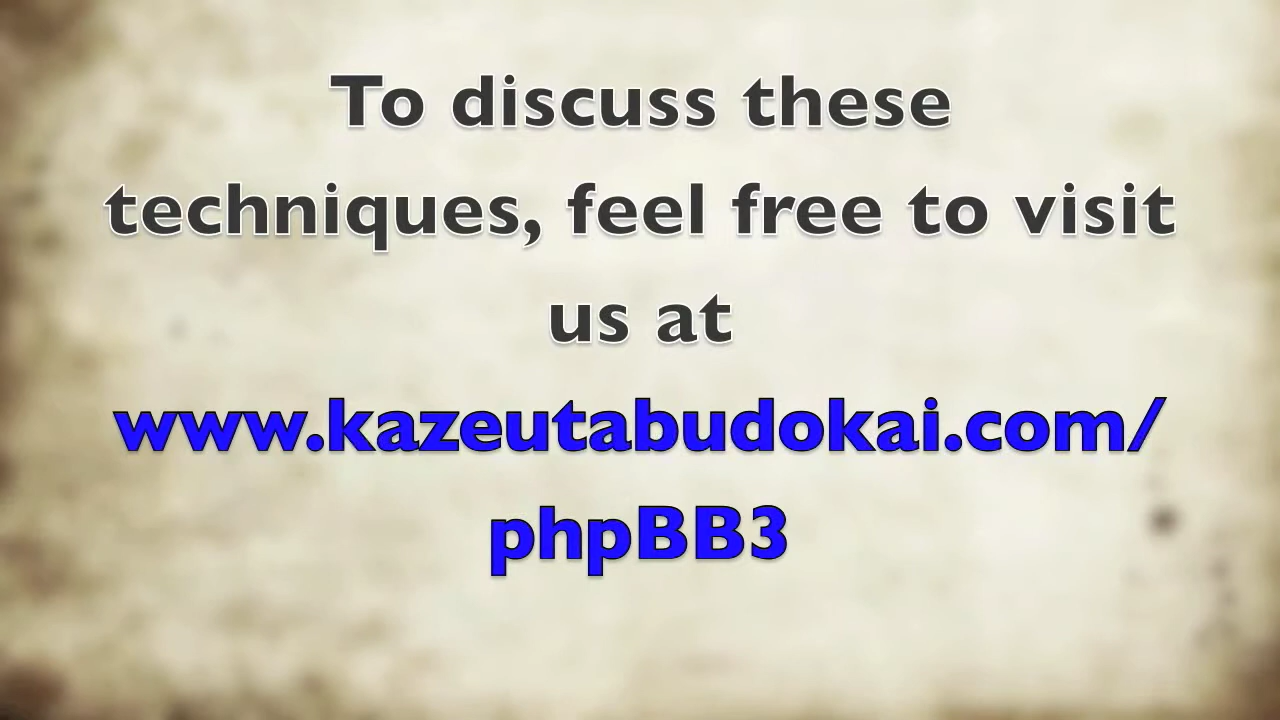 To discuss these
techniques, feel free to visit
us at
www.kazeutabudokai.com/
phpBB3